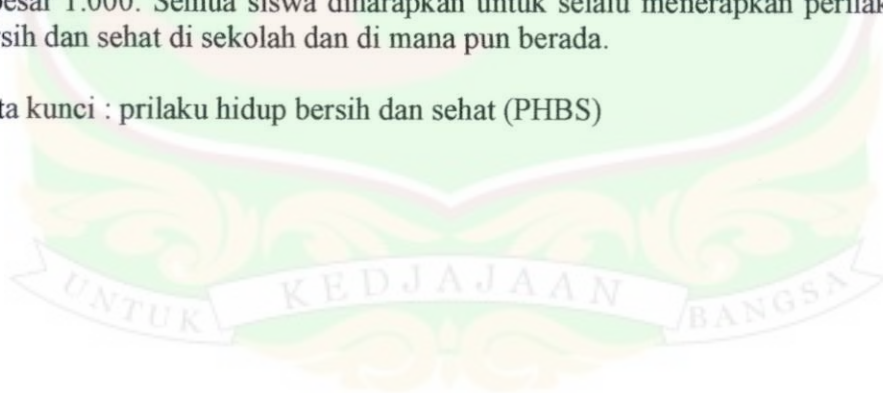 besar 1.000. Semua siswa diharapkan untuk selalu menerapkan
sih dan sehat di sekolah dan di mana pun berada.
ta kunci : prilaku hidup bersih dan sehat (PHBS)
UNTUK KEDJAJAAN BANGSA